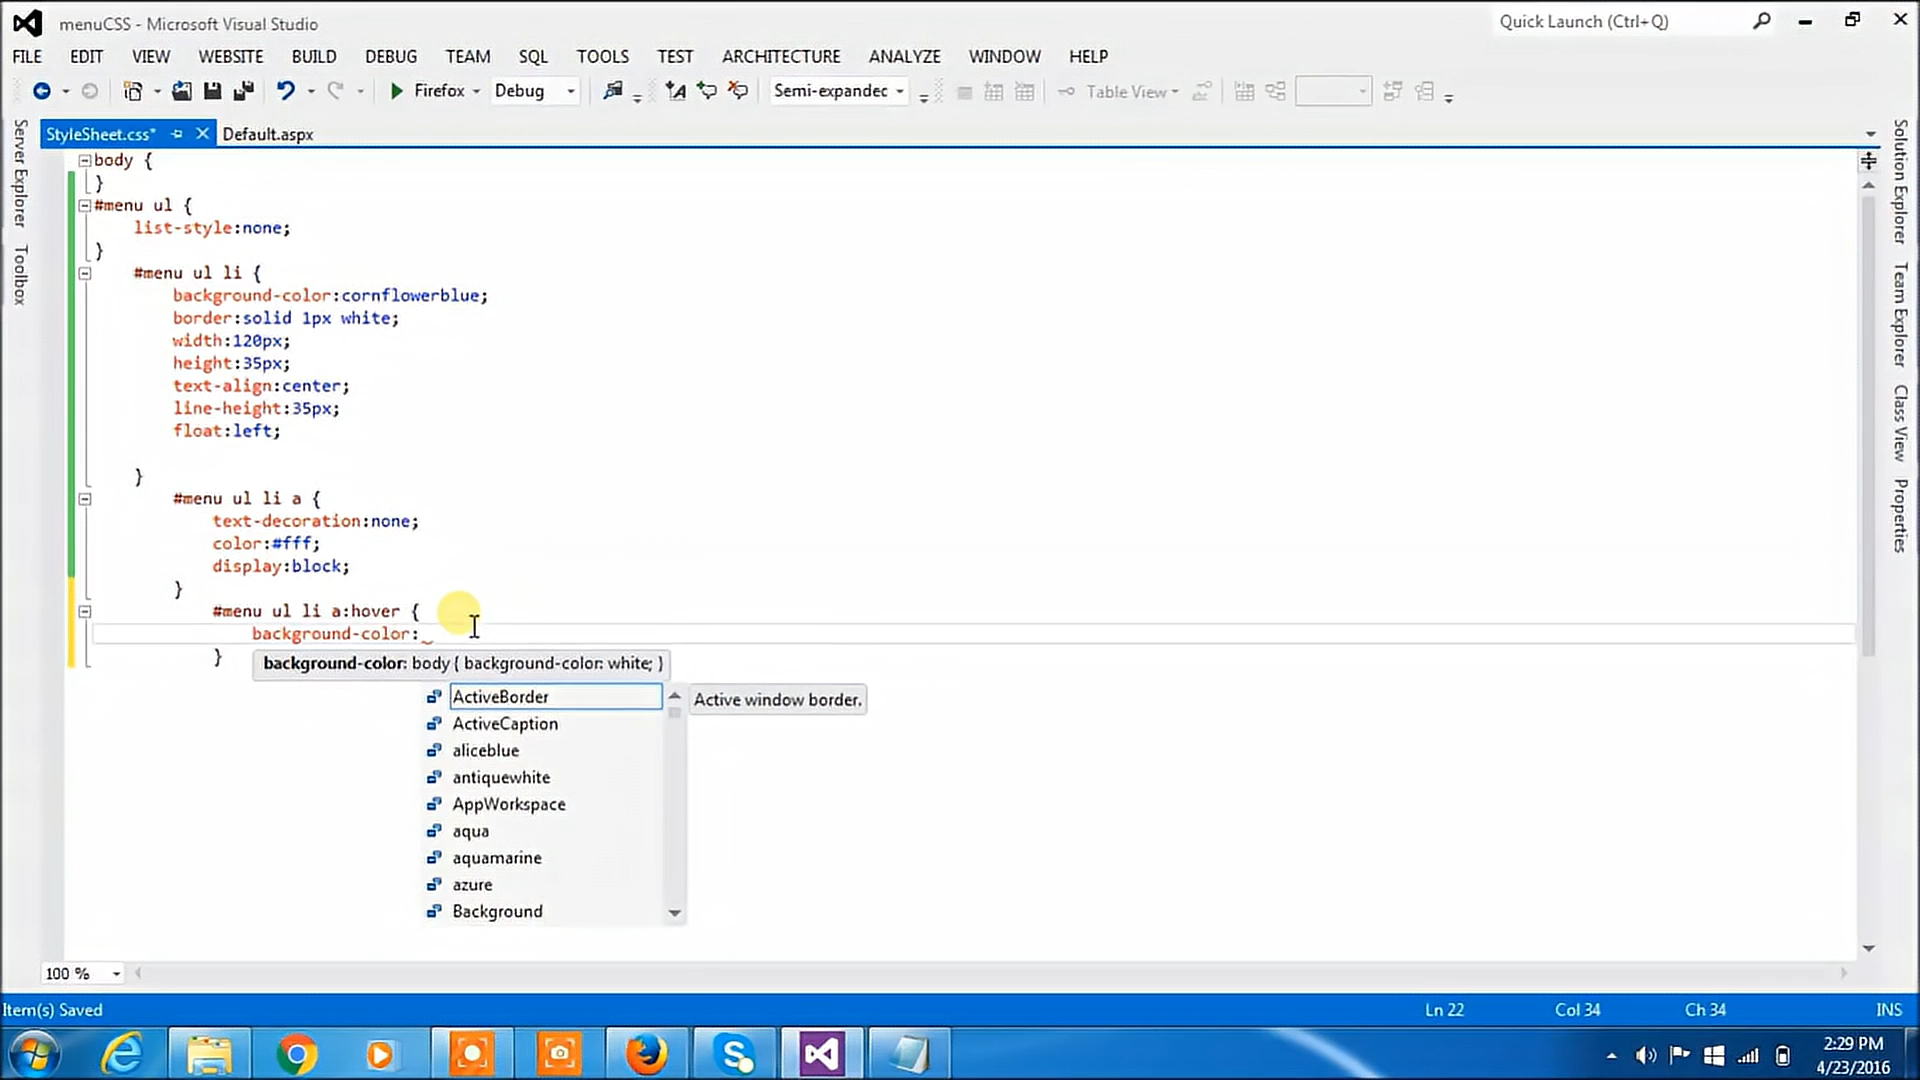 menuCSS - Microsoft Visual Studio
Quick Launch (Ctrl+Q)
FILE EDIT VIEW WEBSITE BUILD DEBUG TEAM SQL TOOLS TEST ARCHITECTURE ANALYZE WINDOW HELP
Firefox Debug Semi-expandec Table View
StyleSheet.css* Default.aspx
Server Explorer
Toolbox
body {
}
#menu ul {
list-style:none;
}
#menu ul li {
background-color:cornflowerblue;
border:solid 1px white;
width:120px;
height:35px;
text-align:center;
line-height:35px;
float:left;
}
#menu ul li a {
text-decoration:none;
color:#fff;
display:block;
}
#menu ul li a:hover {
background-color:
}
background-color: body { background-color: white; }
ActiveBorder
Active window border.
ActiveCaption
aliceblue
antiquewhite
AppWorkspace
aqua
aquamarine
azure
Background
Solution Explorer
Team Explorer
Class View
Properties
100 %
Item(s) Saved Ln 22 Col 34 Ch 34 INS
2:29 PM
4/23/2016